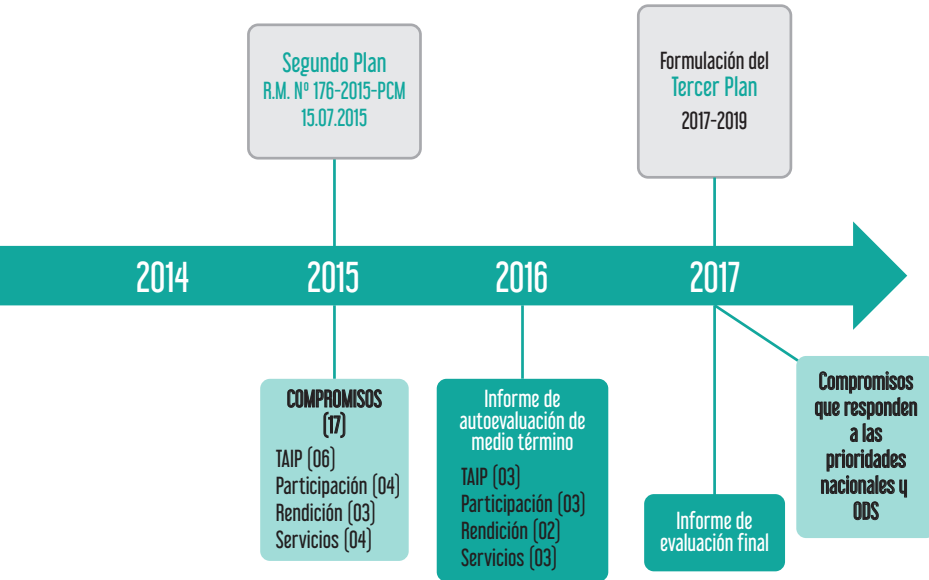 Segundo Plan
R.M. Nº 176-2015-PCM
15.07.2015
Formulación del
Tercer Plan
2017-2019
2014
2015
2016
2017
COMPROMISOS
(17)
TAIP (06)
Participación (04)
Rendición (03)
Servicios (04)
Informe de
autoevaluación de
medio término
TAIP (03)
Participación (03)
Rendición (02)
Servicios (03)
Informe de
evaluación final
Compromisos
que responden
a las
prioridades
nacionales y
ODS